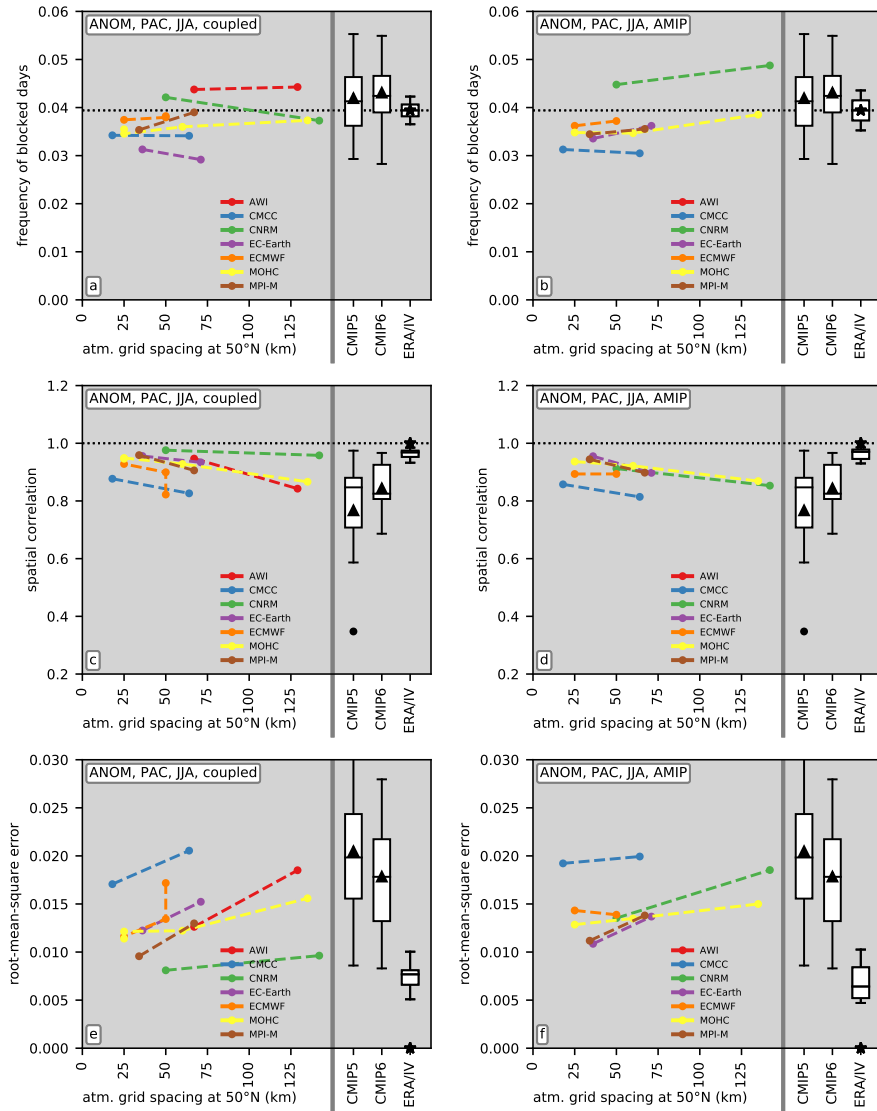 ANOM, PAC, JJA, coupled
frequency of blocked days
0.06
0.05
0.04
0.03
0.02
0.01
0.00
AWI
CMCC
CNRM
EC-Earth
ECMWF
MOHC
MPI-M
a
0 25 50 75 100 125
CMIP5 CMIP6 ERA/IV
atm. grid spacing at 50°N (km)
ANOM, PAC, JJA, AMIP
frequency of blocked days
0.06
0.05
0.04
0.03
0.02
0.01
0.00
AWI
CMCC
CNRM
EC-Earth
ECMWF
MOHC
MPI-M
b
0 25 50 75 100 125
CMIP5 CMIP6 ERA/IV
atm. grid spacing at 50°N (km)
ANOM, PAC, JJA, coupled
spatial correlation
1.2
1.0
0.8
0.6
0.4
0.2
AWI
CMCC
CNRM
EC-Earth
ECMWF
MOHC
MPI-M
c
0 25 50 75 100 125
CMIP5 CMIP6 ERA/IV
atm. grid spacing at 50°N (km)
ANOM, PAC, JJA, AMIP
spatial correlation
1.2
1.0
0.8
0.6
0.4
0.2
AWI
CMCC
CNRM
EC-Earth
ECMWF
MOHC
MPI-M
d
0 25 50 75 100 125
CMIP5 CMIP6 ERA/IV
atm. grid spacing at 50°N (km)
ANOM, PAC, JJA, coupled
root-mean-square error
0.030
0.025
0.020
0.015
0.010
0.005
0.000
AWI
CMCC
CNRM
EC-Earth
ECMWF
MOHC
MPI-M
e
0 25 50 75 100 125
CMIP5 CMIP6 ERA/IV
atm. grid spacing at 50°N (km)
ANOM, PAC, JJA, AMIP
root-mean-square error
0.030
0.025
0.020
0.015
0.010
0.005
0.000
AWI
CMCC
CNRM
EC-Earth
ECMWF
MOHC
MPI-M
f
0 25 50 75 100 125
CMIP5 CMIP6 ERA/IV
atm. grid spacing at 50°N (km)